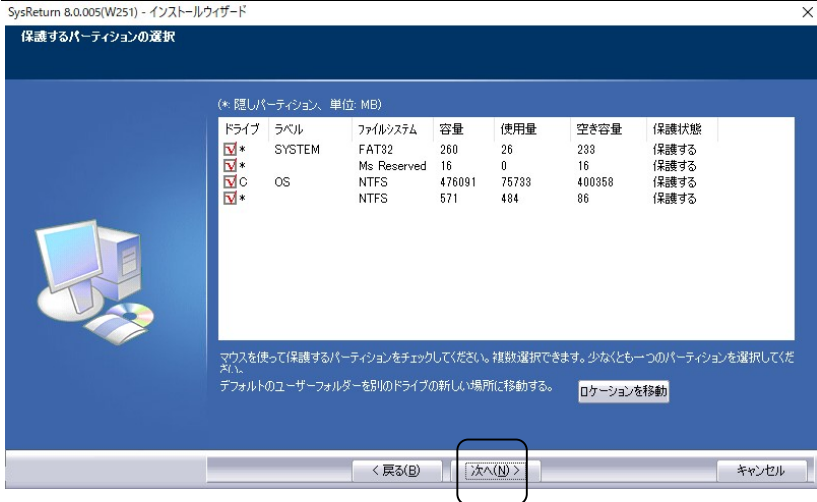 SysReturn 8.0.005(W251) - インストールウィザード
保護するパーティションの選択
(*: 隠しパーティション、単位: MB)
ドライブ ラベル ファイルシステム 容量 使用量 空き容量 保護状態
* SYSTEM FAT32 260 26 233 保護する
* Ms Reserved 16 0 16 保護する
C OS NTFS 476091 75733 400358 保護する
* NTFS 571 484 86 保護する
マウスを使って保護するパーティションをチェックしてください。複数選択できます。少なくとも一つのパーティションを選択してくだ
さい。
デフォルトのユーザーフォルダーを別のドライブの新しい場所に移動する。 ロケーションを移動
< 戻る(B) 次へ(N) > キャンセル